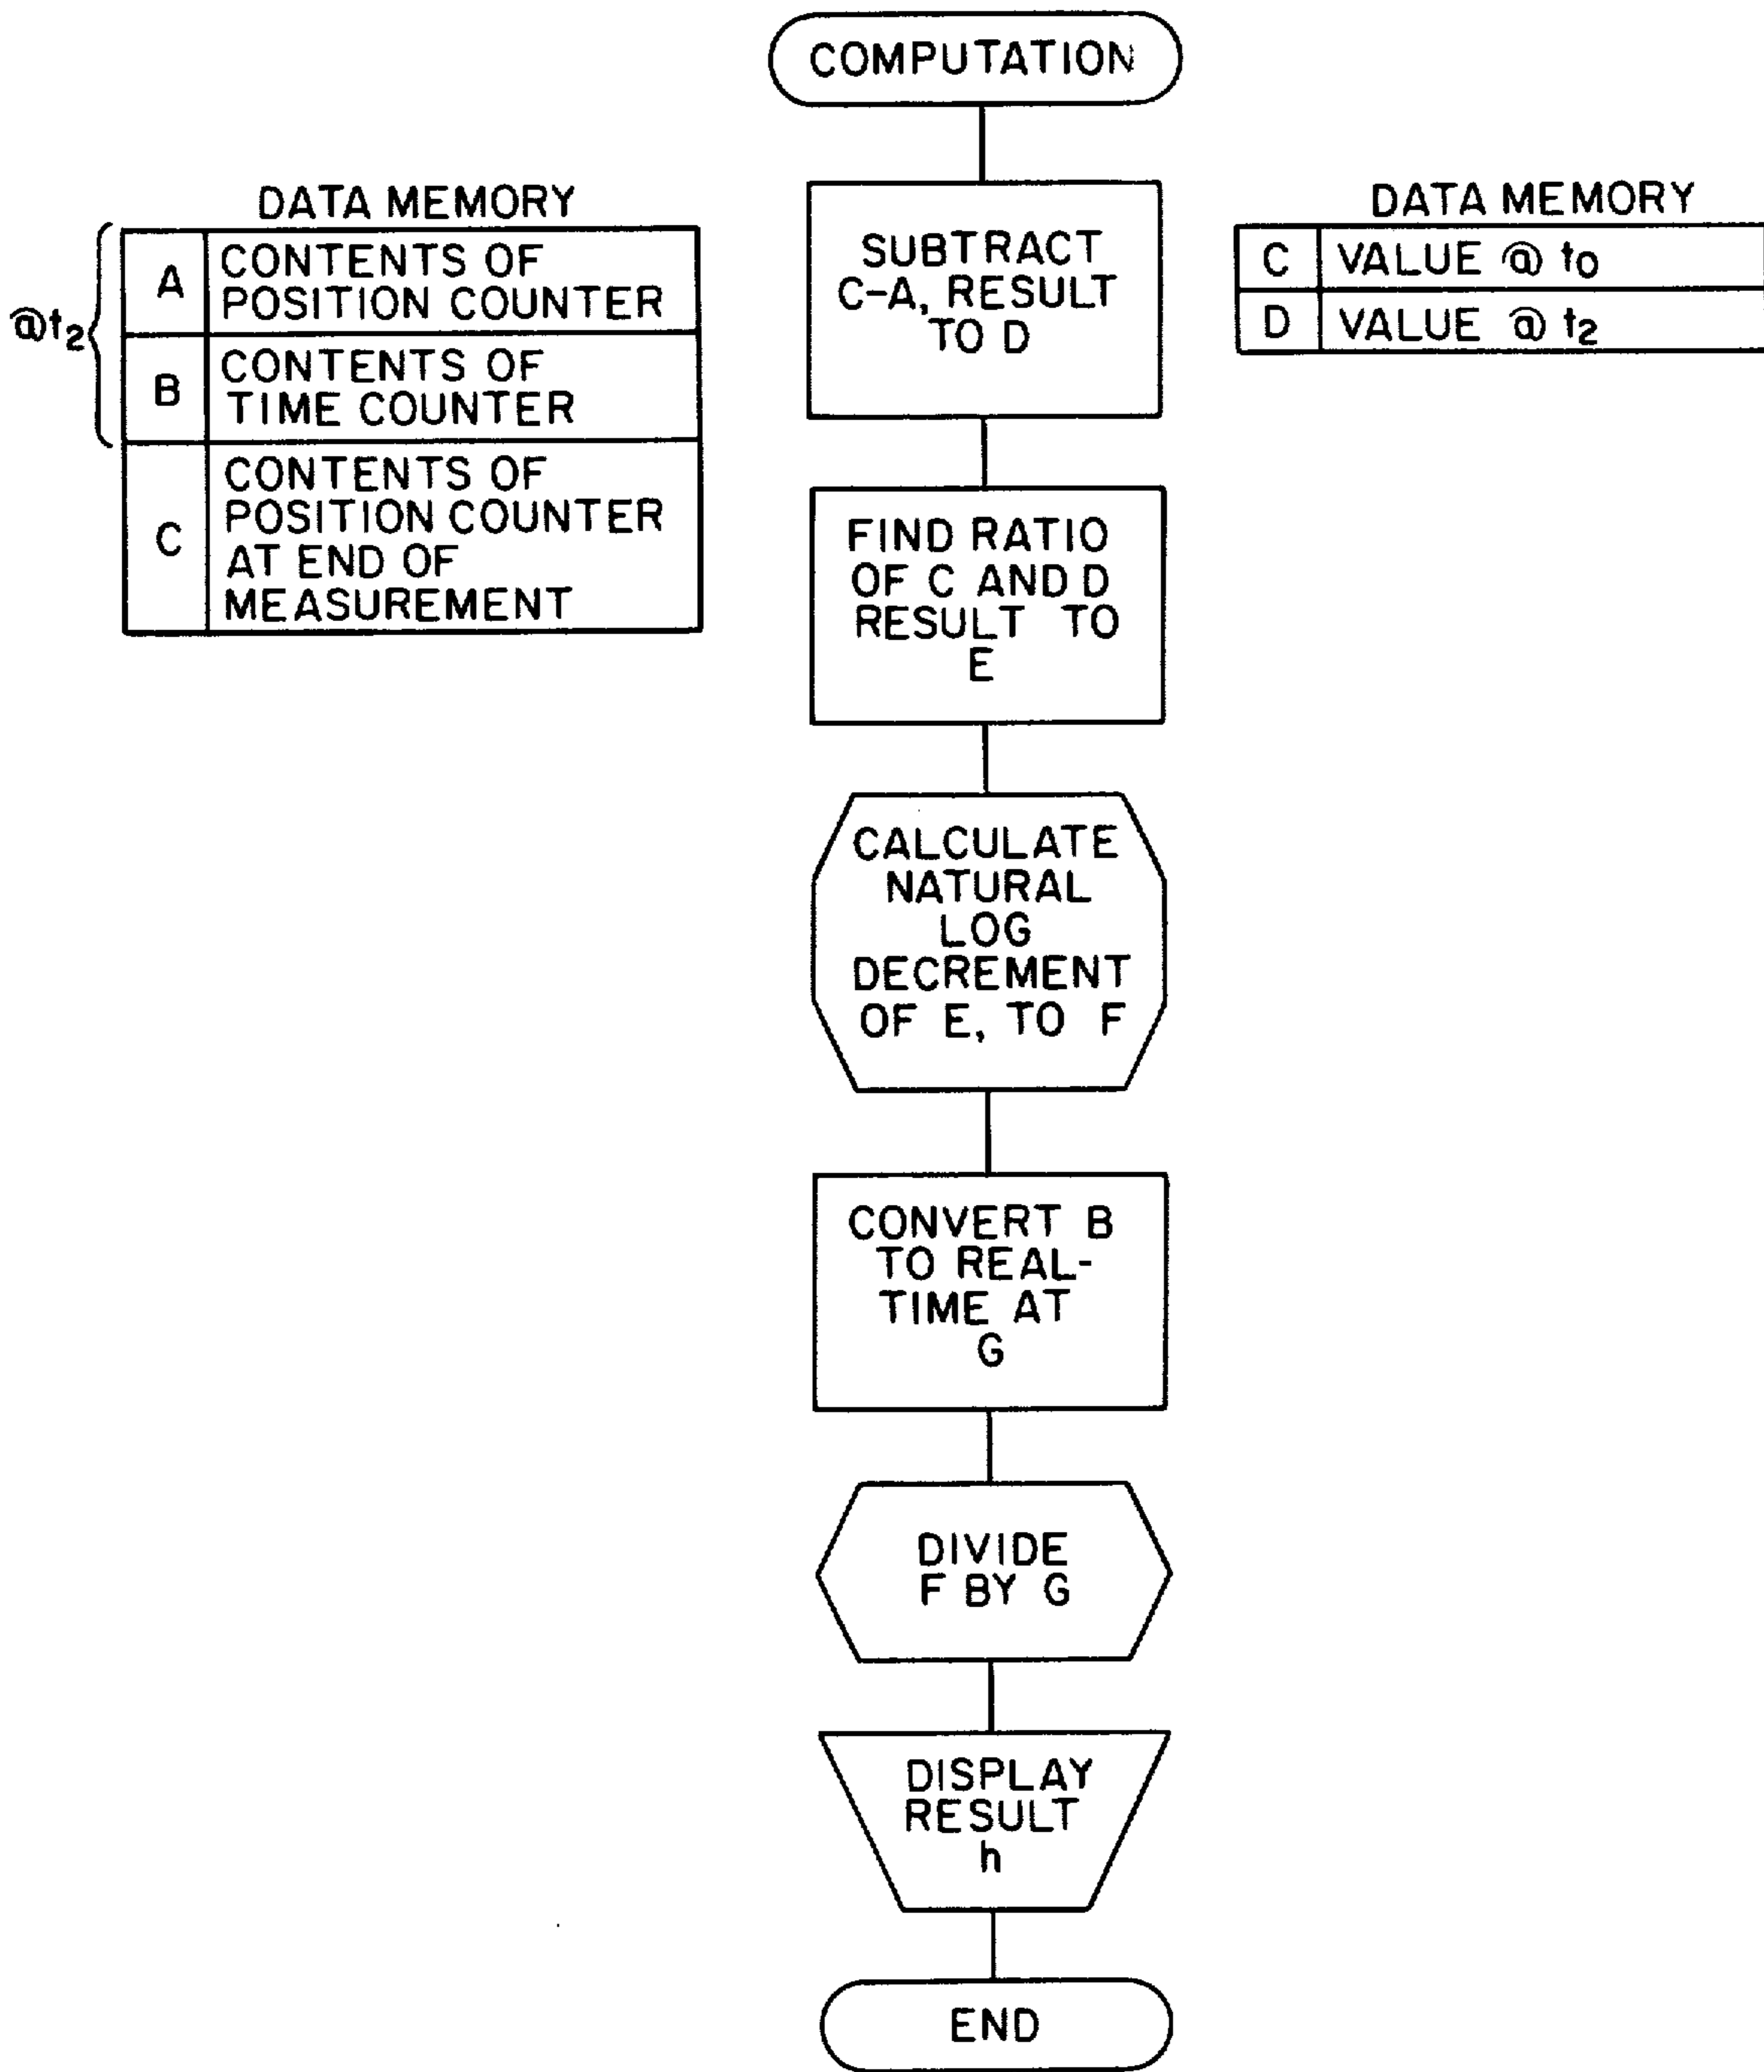 COMPUTATION
DATA MEMORY
@t2
A
CONTENTS OF
POSITION COUNTER
B
CONTENTS OF
TIME COUNTER
C
CONTENTS OF
POSITION COUNTER
AT END OF
MEASUREMENT
SUBTRACT
C-A, RESULT
TO D
DATA MEMORY
C
VALUE @ t0
D
VALUE @ t2
FIND RATIO
OF C AND D
RESULT TO
E
CALCULATE
NATURAL
LOG
DECREMENT
OF E, TO F
CONVERT B
TO REAL-
TIME AT
G
DIVIDE
F BY G
DISPLAY
RESULT
h
END